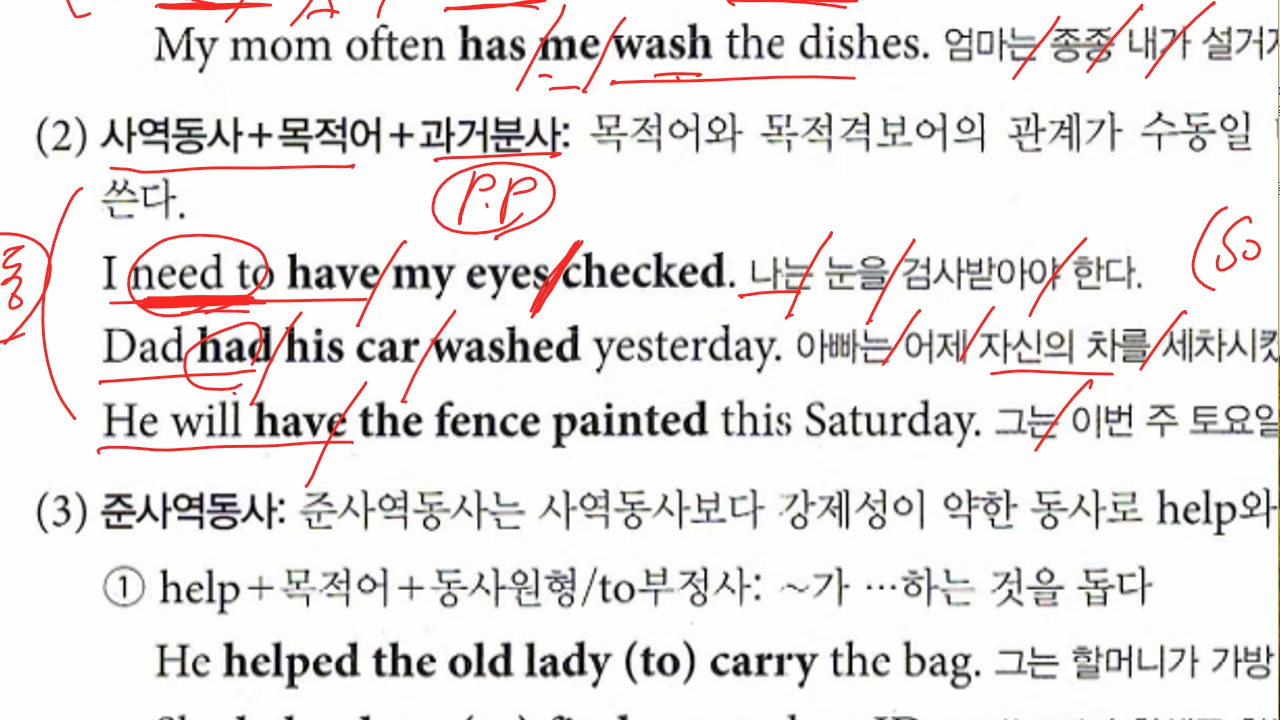 My mom often has me wash the dishes. 엄마는 종종 내가 설거지
(2) 사역동사+목적어+과거분사: 목적어와 목적격보어의 관계가 수동일
쓴다.
p.p
I need to have my eyes checked. 나는 눈을 검사받아야 한다.
(So
Dad had his car washed yesterday. 아빠는 어제 자신의 차를 세차시켰
He will have the fence painted this Saturday. 그는 이번 주 토요일
(3) 준사역동사: 준사역동사는 사역동사보다 강제성이 약한 동사로 help와
① help+목적어+동사원형/to부정사: ~가 …하는 것을 돕다
He helped the old lady (to) carry the bag. 그는 할머니가 가방